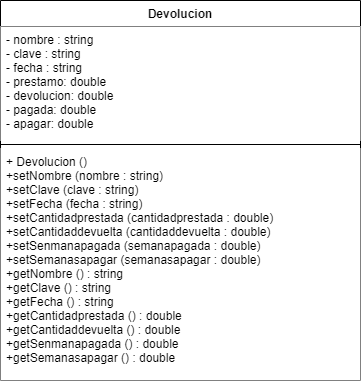 Devolucion
- nombre : string
- clave : string
- fecha : string
- prestamo: double
- devolucion: double
- pagada: double
- apagar: double
+ Devolucion ()
+setNombre (nombre : string)
+setClave (clave : string)
+setFecha (fecha : string)
+setCantidadprestada (cantidadprestada : double)
+setCantidaddevuelta (cantidaddevuelta : double)
+setSenmanapagada (semanapagada : double)
+setSemanasapagar (semanasapagar : double)
+getNombre () : string
+getClave () : string
+getFecha () : string
+getCantidadprestada () : double
+getCantidaddevuelta () : double
+getSenmanapagada () : double
+getSemanasapagar () : double